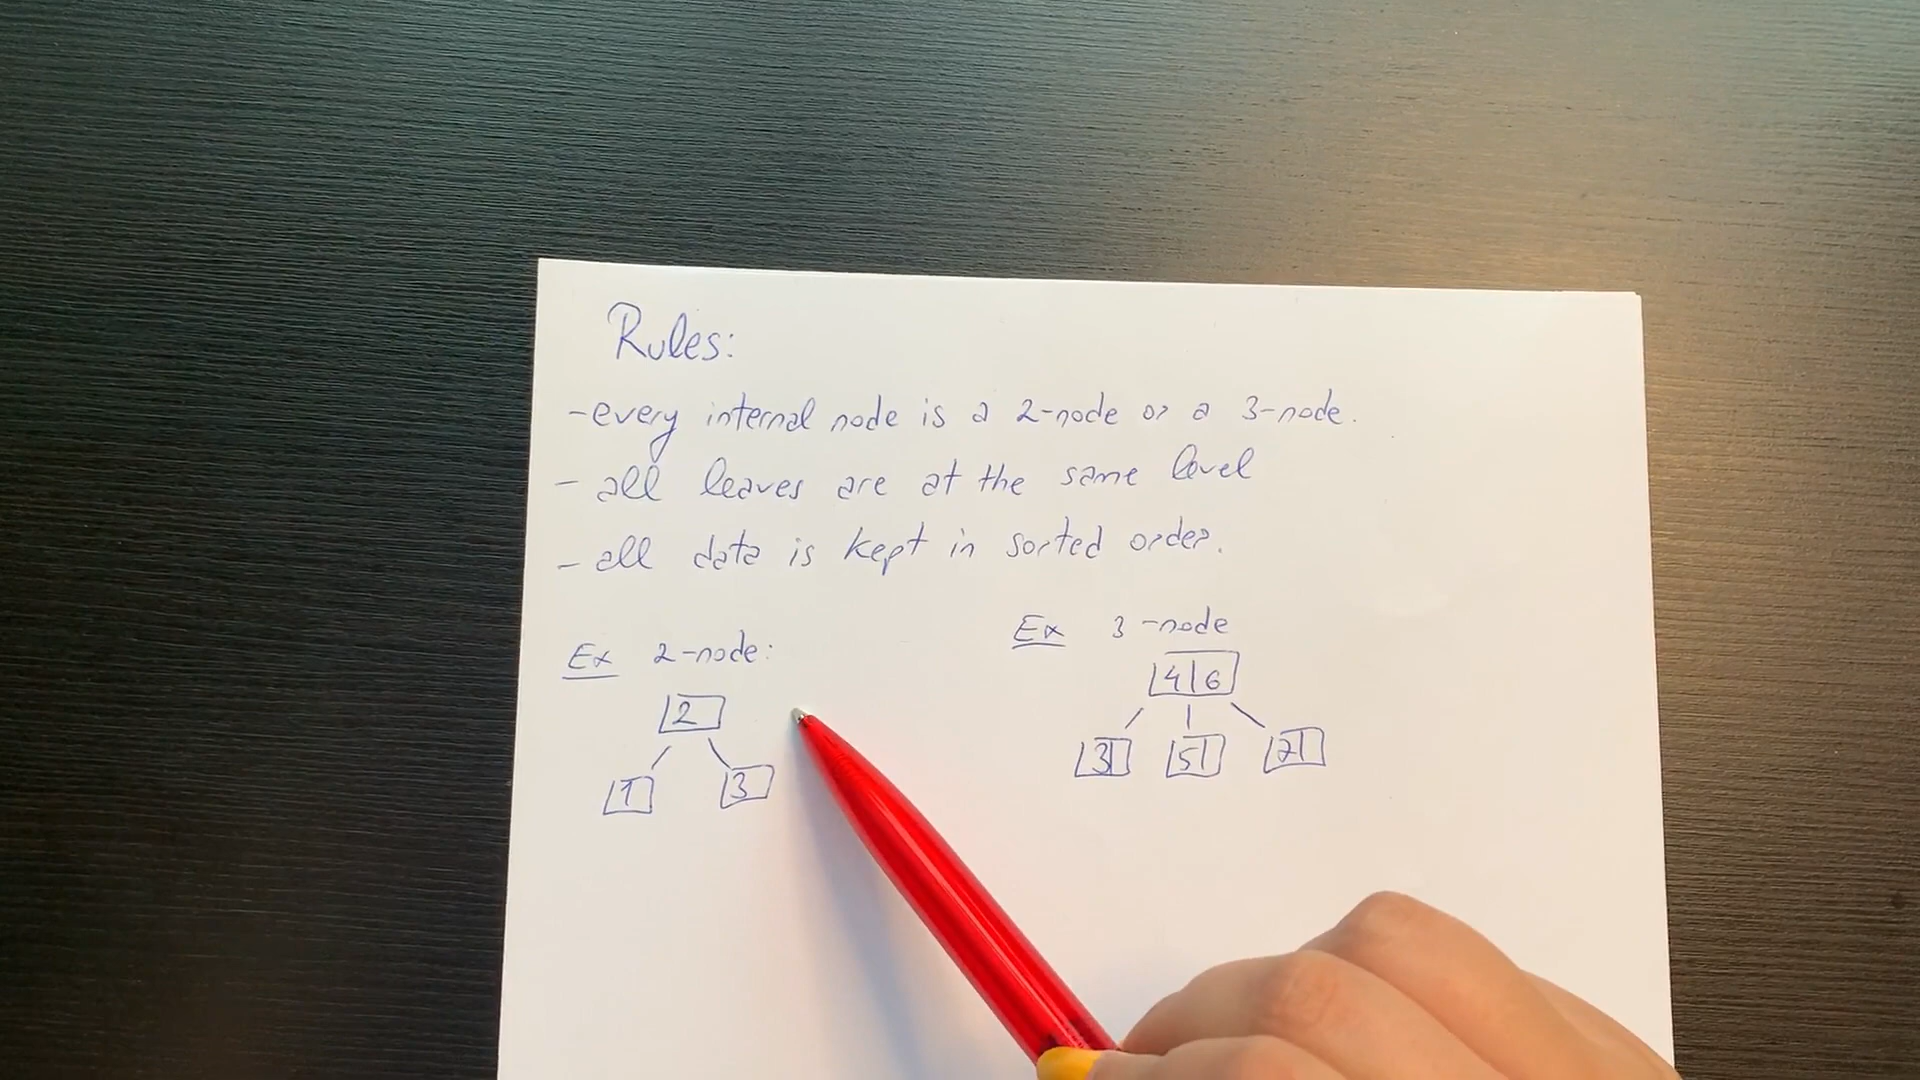 Rules:
-every internal node is a 2-node or a 3-node.
- all leaves are at the same level
- all data is kept in sorted order.
Ex 2-node:
2
1 3
Ex 3-node
4|6
3| 5| 2|